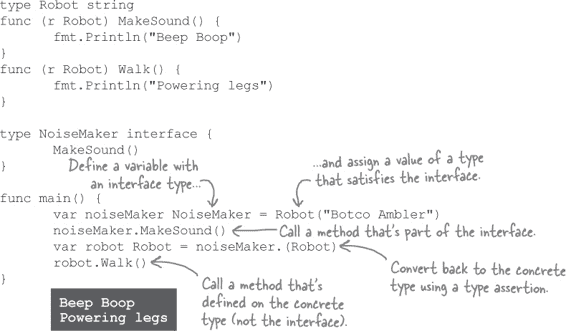 type Robot string
func (r Robot) MakeSound() {
fmt.Println("Beep Boop")
}
func (r Robot) Walk() {
fmt.Println("Powering legs")
}
type NoiseMaker interface {
MakeSound()
}
Define a variable with
an interface type...
...and assign a value of a type
that satisfies the interface.
func main() {
var noiseMaker NoiseMaker = Robot("Botco Ambler")
noiseMaker.MakeSound()
Call a method that's part of the interface.
var robot Robot = noiseMaker.(Robot)
robot.Walk()
Convert back to the concrete
type using a type assertion.
Call a method that's
defined on the concrete
type (not the interface).
}
Beep Boop
Powering legs